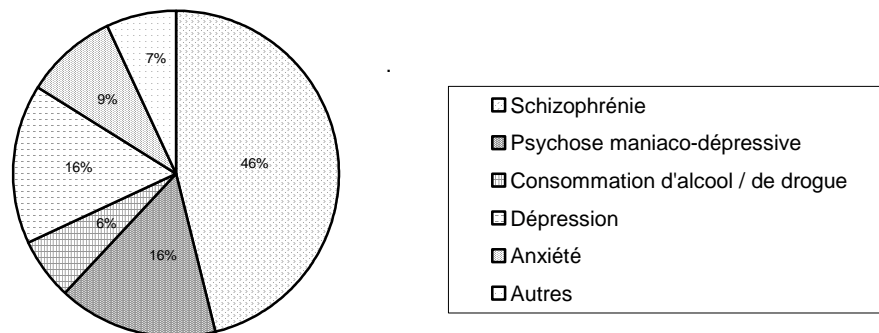 7%
9%
16%
46%
6%
16%
Schizophrénie
Psychose maniaco-dépressive
Consommation d'alcool / de drogue
Dépression
Anxiété
Autres